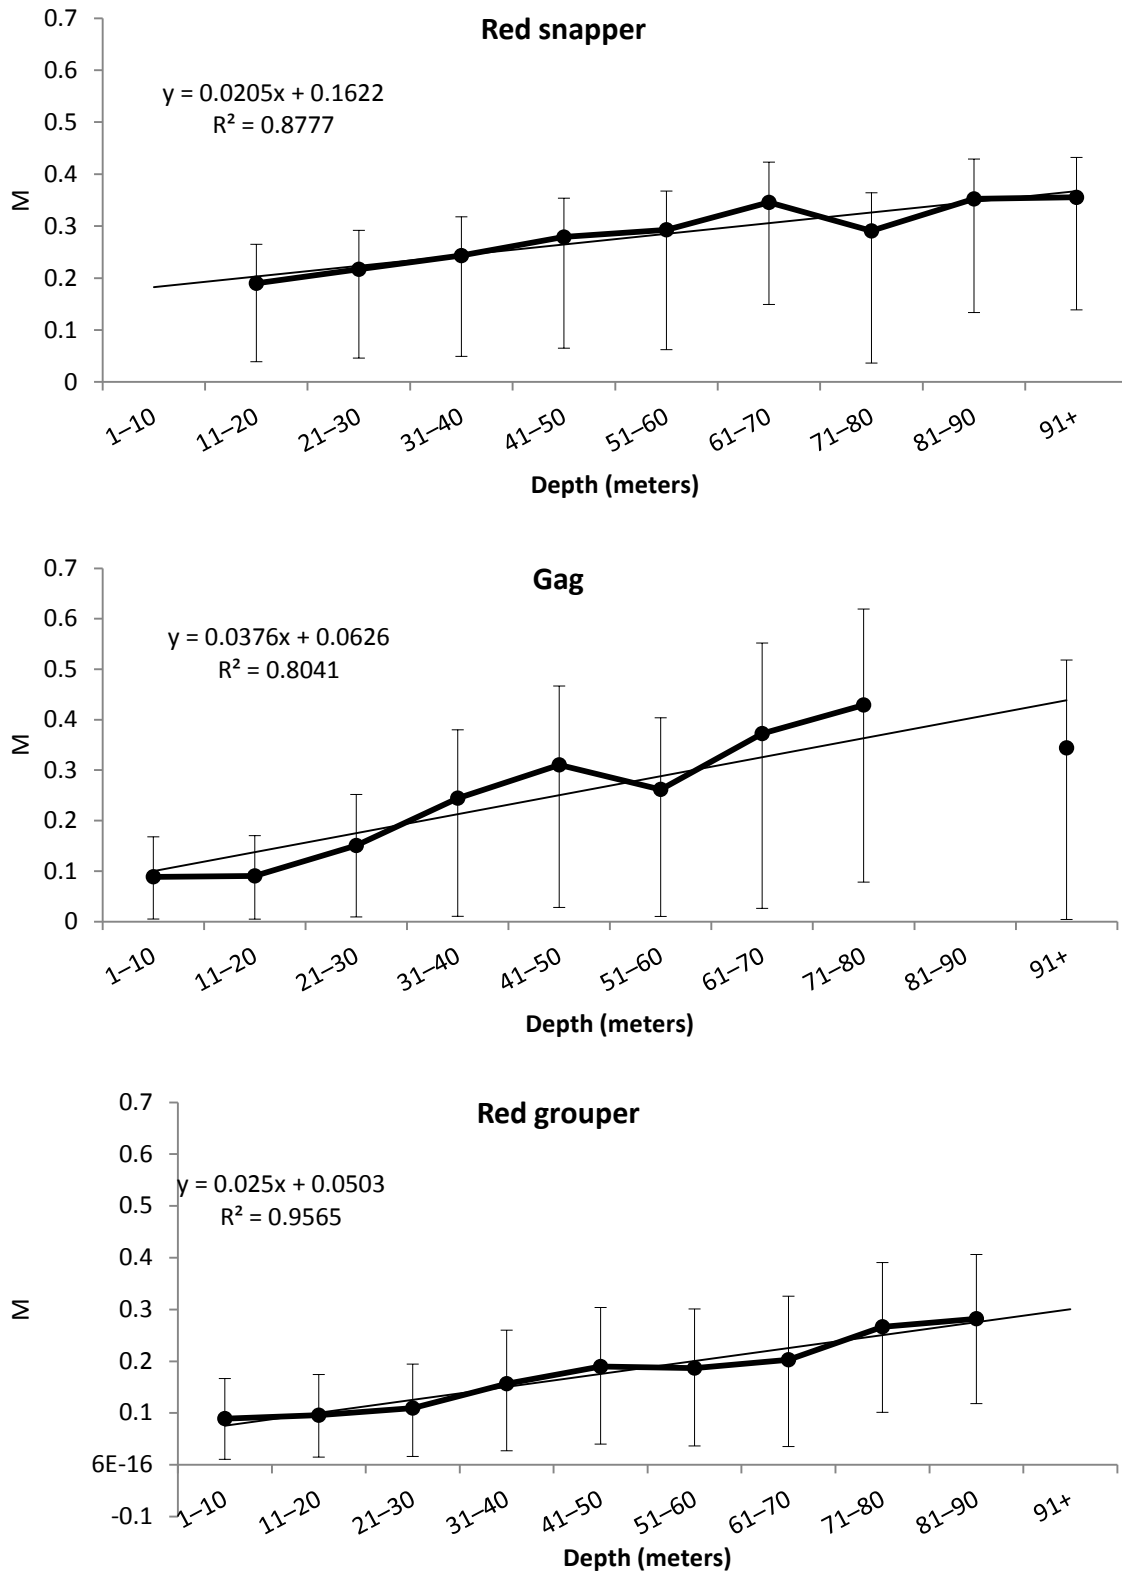 Red snapper
y = 0.0205x + 0.1622
R² = 0.8777
0.7
0.6
0.5
0.4
0.3
0.2
0.1
0
M
1–10 11–20 21–30 31–40 41–50 51–60 61–70 71–80 81–90 91+
Depth (meters)
Gag
y = 0.0376x + 0.0626
R² = 0.8041
0.7
0.6
0.5
0.4
0.3
0.2
0.1
0
M
1–10 11–20 21–30 31–40 41–50 51–60 61–70 71–80 81–90 91+
Depth (meters)
Red grouper
y = 0.025x + 0.0503
R² = 0.9565
0.7
0.6
0.5
0.4
0.3
0.2
0.1
6E-16
-0.1
M
1–10 11–20 21–30 31–40 41–50 51–60 61–70 71–80 81–90 91+
Depth (meters)